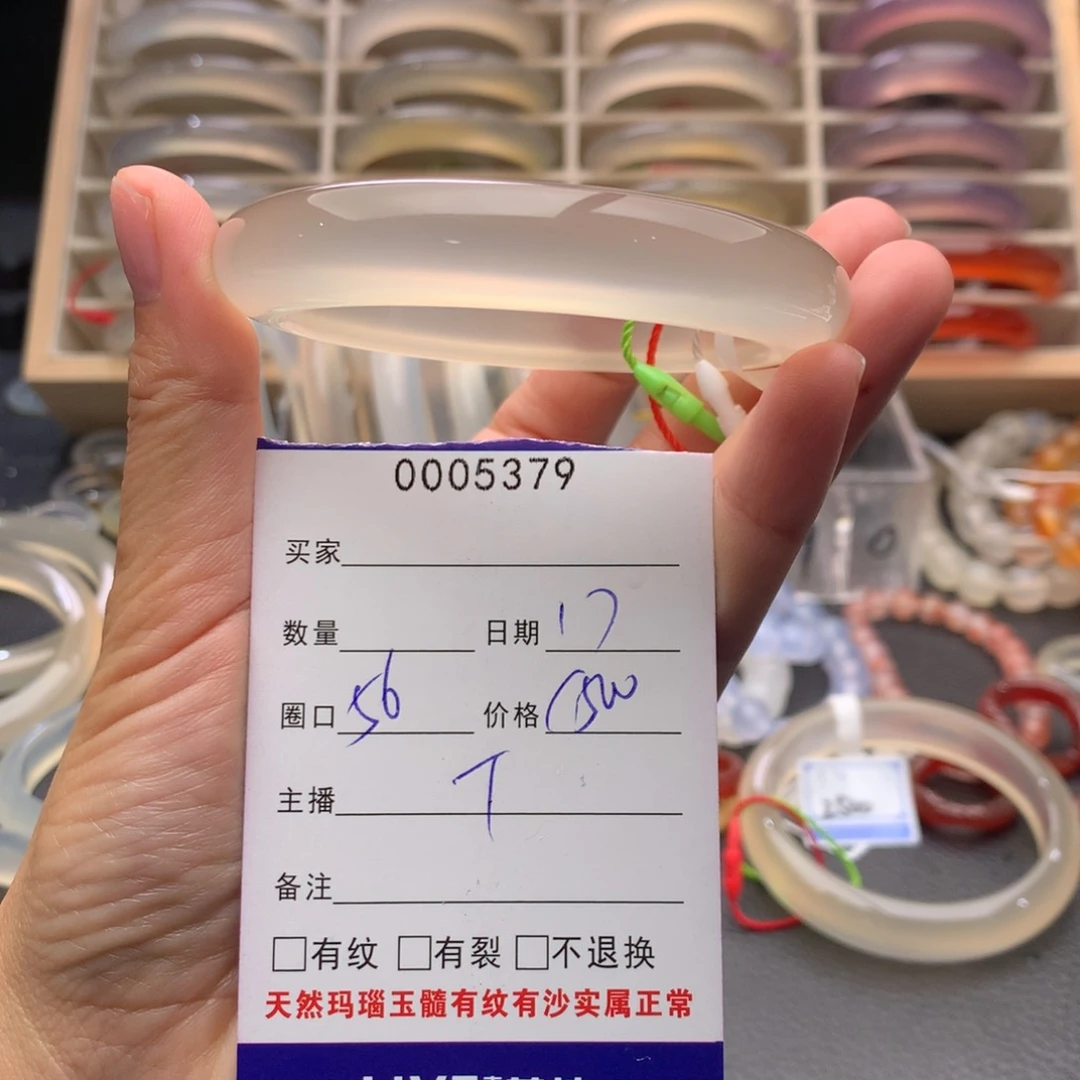 0005379
买家
数量 日期 17
圈口 56 价格 1500
主播 T
备注
□有纹 □有裂 □不退换
天然玛瑙玉髓有纹有沙实属正常